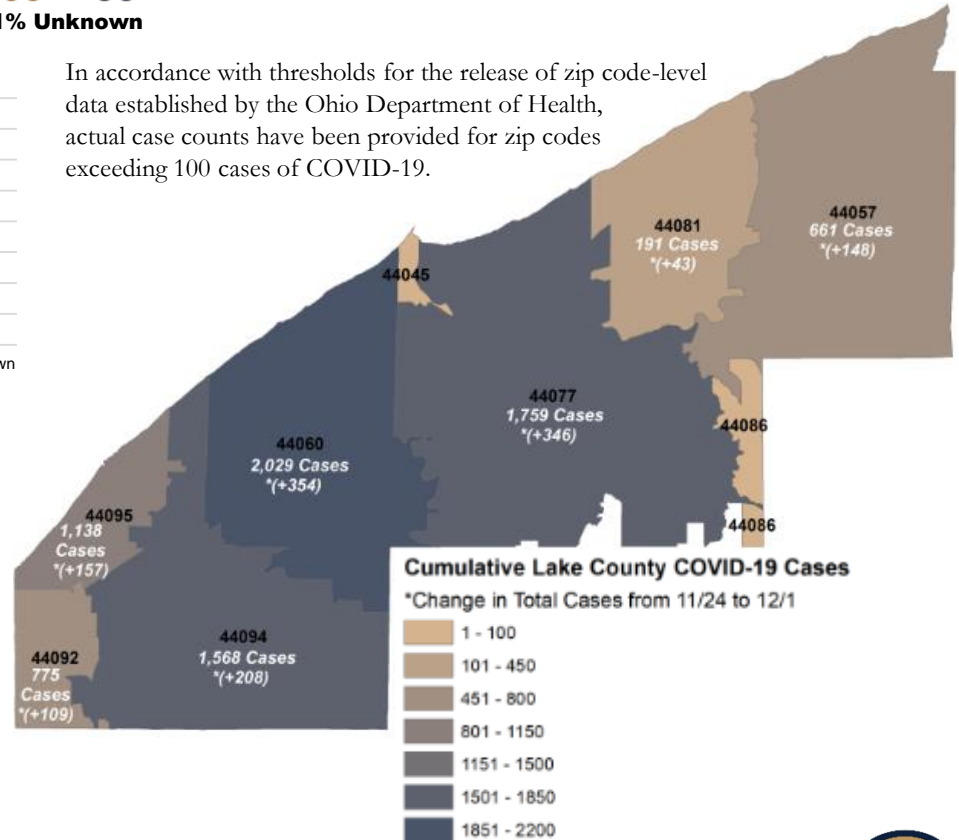 1% Unknown
In accordance with thresholds for the release of zip code-level
data established by the Ohio Department of Health,
actual case counts have been provided for zip codes
exceeding 100 cases of COVID-19.
44057
661 Cases
*(+148)
44081
191 Cases
*(+43)
44045
44077
1,759 Cases
*(+346)
44086
44060
2,029 Cases
*(+354)
44095
1,138
Cases
*(+157)
44086
44094
1,568 Cases
*(+208)
44092
775
Cases
*(+109)
Cumulative Lake County COVID-19 Cases
*Change in Total Cases from 11/24 to 12/1
1 - 100
101 - 450
451 - 800
801 - 1150
1151 - 1500
1501 - 1850
1851 - 2200